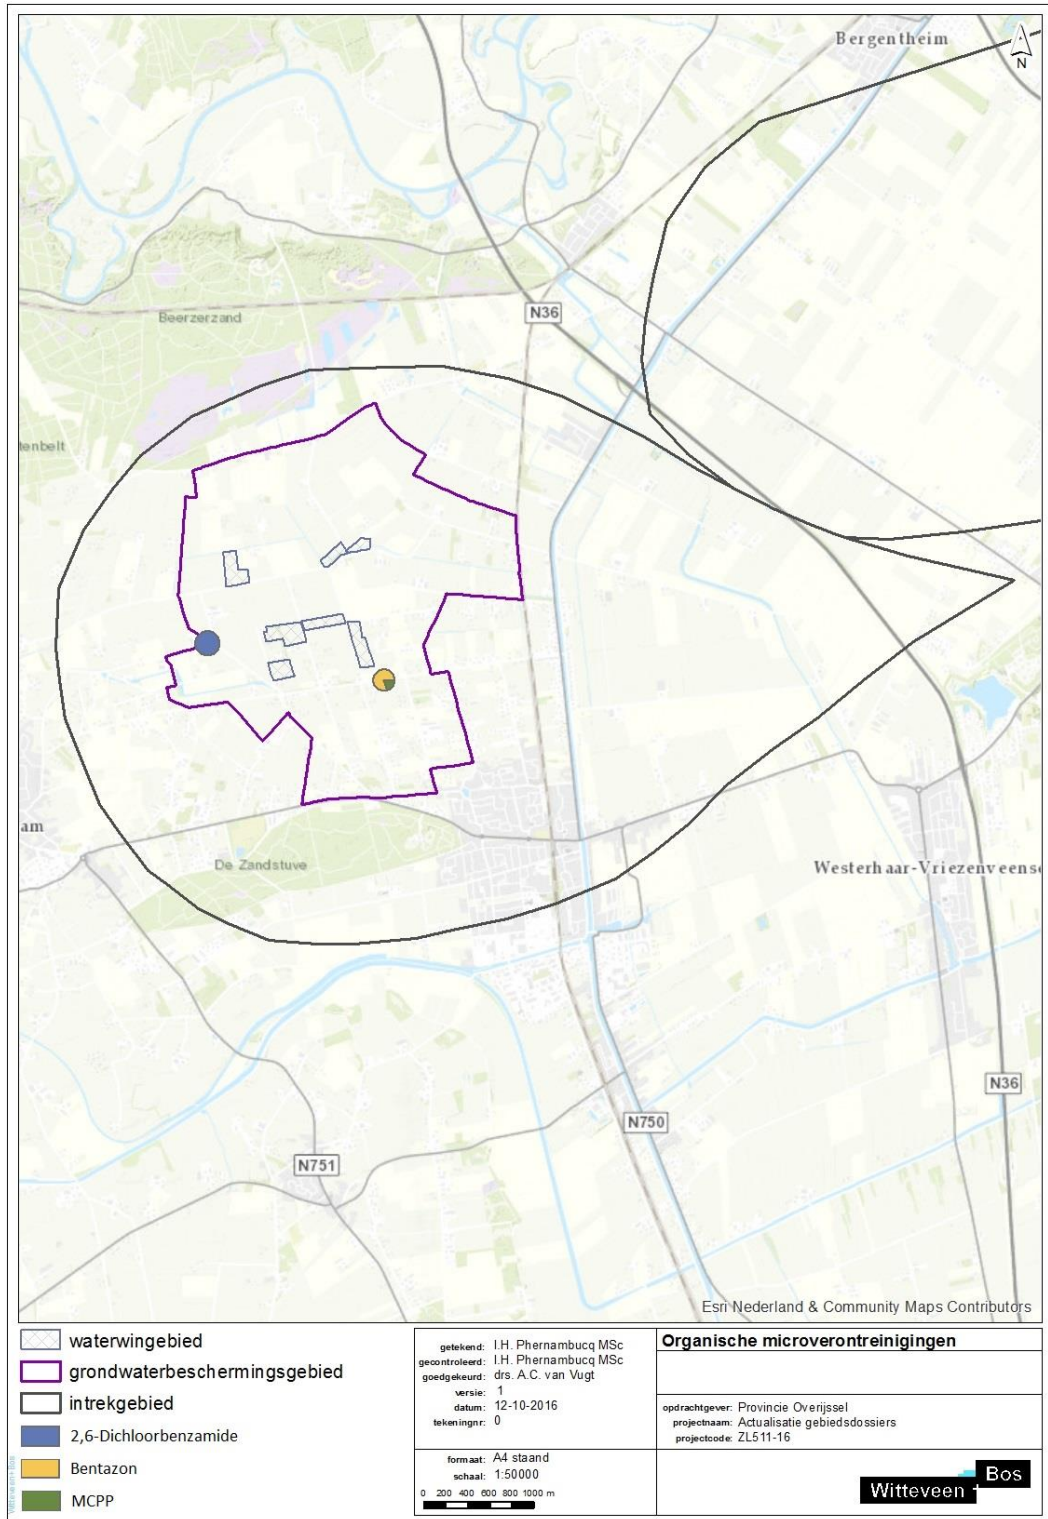 Bergentheim
N
N36
Beerzerzand
tenbelt
am
De Zandstuve
Westerhaar-Vriezenveense
N36
N750
N751
Esri Nederland & Community Maps Contributors
waterwingebied
grondwaterbeschermingsgebied
intrekgebied
2,6-Dichloorbenzamide
Bentazon
MCPP
Witteveen+Bos
getekend: I.H. Phernambucq MSc
gecontroleerd: I.H. Phernambucq MSc
goedgekeurd: drs. A.C. van Vugt
versie: 1
datum: 12-10-2016
tekeningnr: 0
formaat: A4 staand
schaal: 1:50000
0 200 400 600 800 1000 m
Organische microverontreinigingen
opdrachtgever: Provincie Overijssel
projectnaam: Actualisatie gebiedsdossiers
projectcode: ZL511-16
Witteveen + Bos